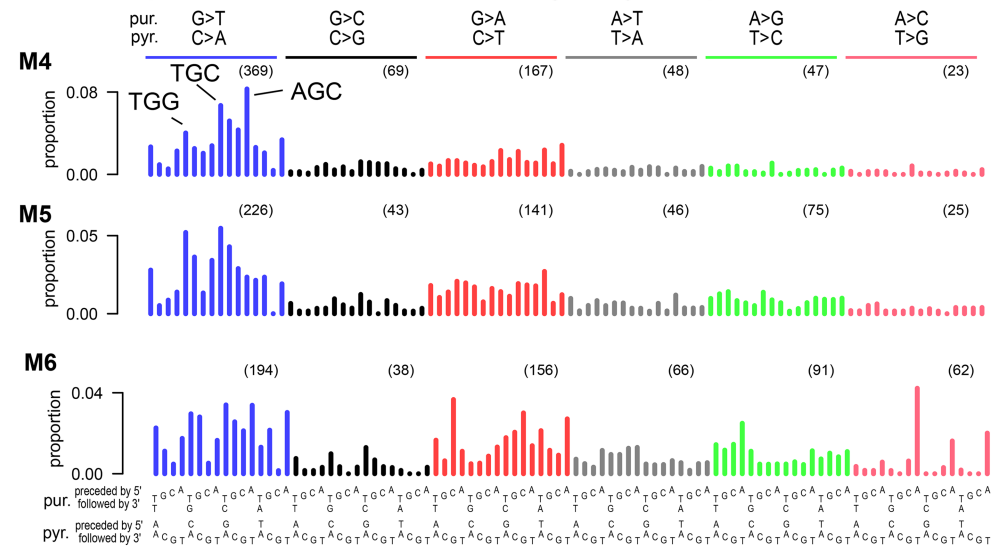 pur. G>T G>C G>A A>T A>G A>C
pyr. C>A C>G C>T T>A T>C T>G
M4
(369) (69) (167) (48) (47) (23)
TGC
AGC
TGG
0.08
proportion
0.00
M5
(226) (43) (141) (46) (75) (25)
0.05
proportion
0.00
M6
(194) (38) (156) (66) (91) (62)
0.04
proportion
0.00
pur. preceded by 5' T G C A T G C A T G C A T G C A T G C A T G C A T G C A T G C A T G C A T G C A T G C A T G C A T G C A T G C A T G C A T G C A T G C A T G C A T G C A T G C A T G C A T G C A T G C A T G C A
followed by 3' T G C A T G C A T G C A T G C A T G C A T G C A
pyr. preceded by 5' A C G T A C G T A C G T A C G T A C G T A C G T
followed by 3' A C G T A C G T A C G T A C G T A C G T A C G T A C G T A C G T A C G T A C G T A C G T A C G T A C G T A C G T A C G T A C G T A C G T A C G T A C G T A C G T A C G T A C G T A C G T A C G T